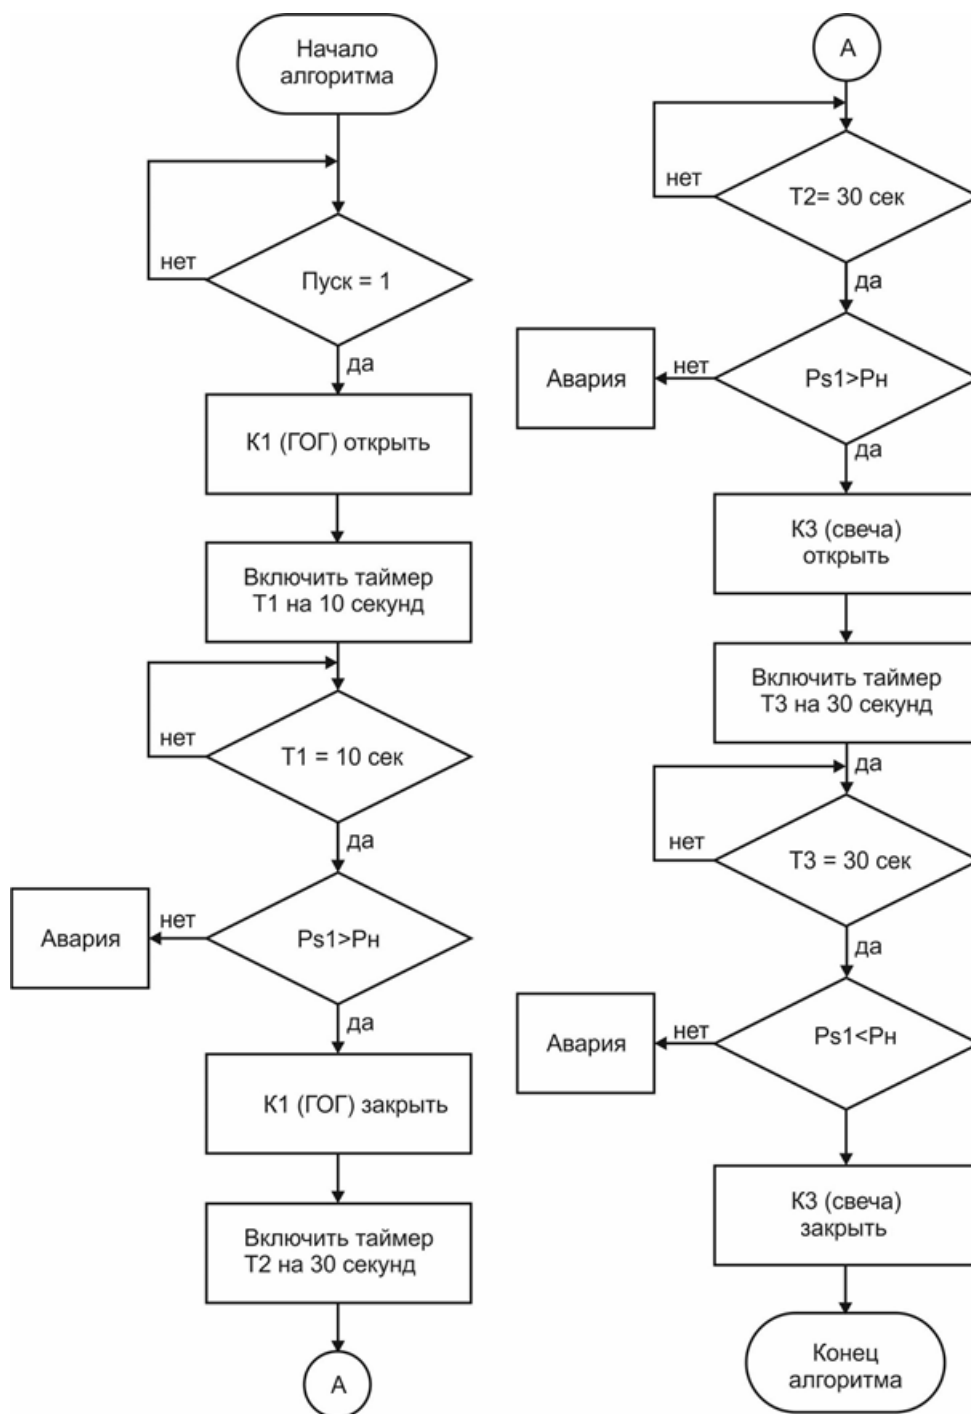 Начало
алгоритма
нет
Пуск = 1
да
К1 (ГОГ) открыть
Включить таймер
Т1 на 10 секунд
нет
Т1 = 10 сек
да
Авария
нет
Ps1>Рн
да
К1 (ГОГ) закрыть
Включить таймер
Т2 на 30 секунд
А
А
нет
Т2= 30 сек
да
Авария
нет
Ps1>Рн
да
К3 (свеча)
открыть
Включить таймер
Т3 на 30 секунд
да
нет
Т3 = 30 сек
да
Авария
нет
Ps1<Рн
К3 (свеча)
закрыть
Конец
алгоритма